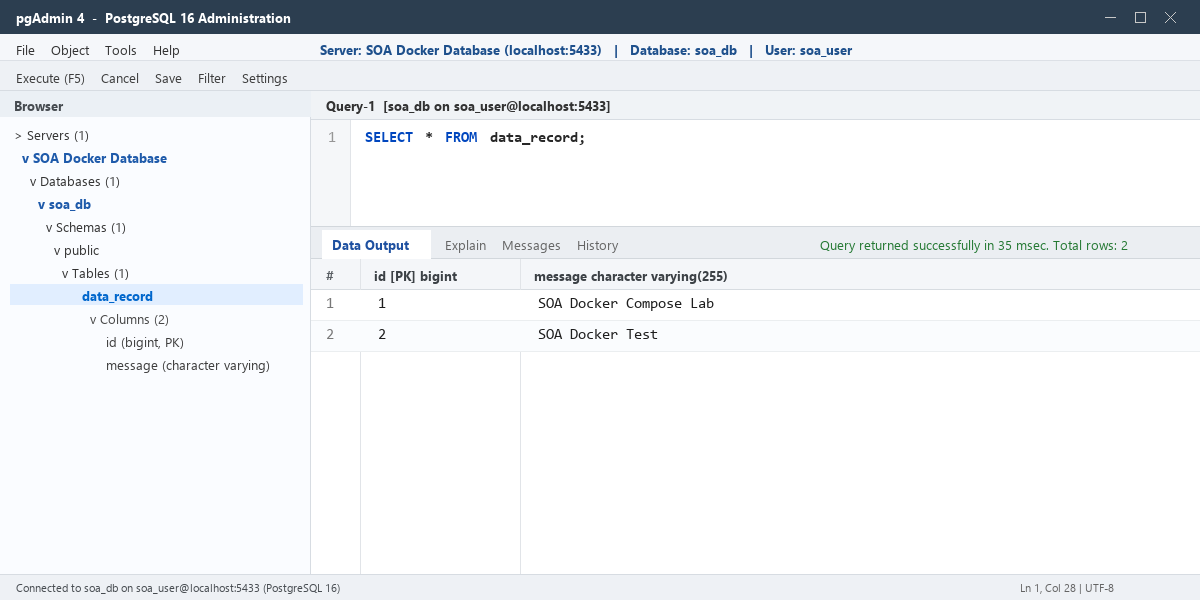 pgAdmin 4 - PostgreSQL 16 Administration
File Object Tools Help Server: SOA Docker Database (localhost:5433) | Database: soa_db | User: soa_user
Execute (F5) Cancel Save Filter Settings
Browser
> Servers (1)
v SOA Docker Database
v Databases (1)
v soa_db
v Schemas (1)
v public
v Tables (1)
data_record
v Columns (2)
id (bigint, PK)
message (character varying)
Query-1 [soa_db on soa_user@localhost:5433]
1 SELECT * FROM data_record;
Data Output Explain Messages History Query returned successfully in 35 msec. Total rows: 2
# id [PK] bigint message character varying(255)
1 1 SOA Docker Compose Lab
2 2 SOA Docker Test
Connected to soa_db on soa_user@localhost:5433 (PostgreSQL 16) Ln 1, Col 28 | UTF-8